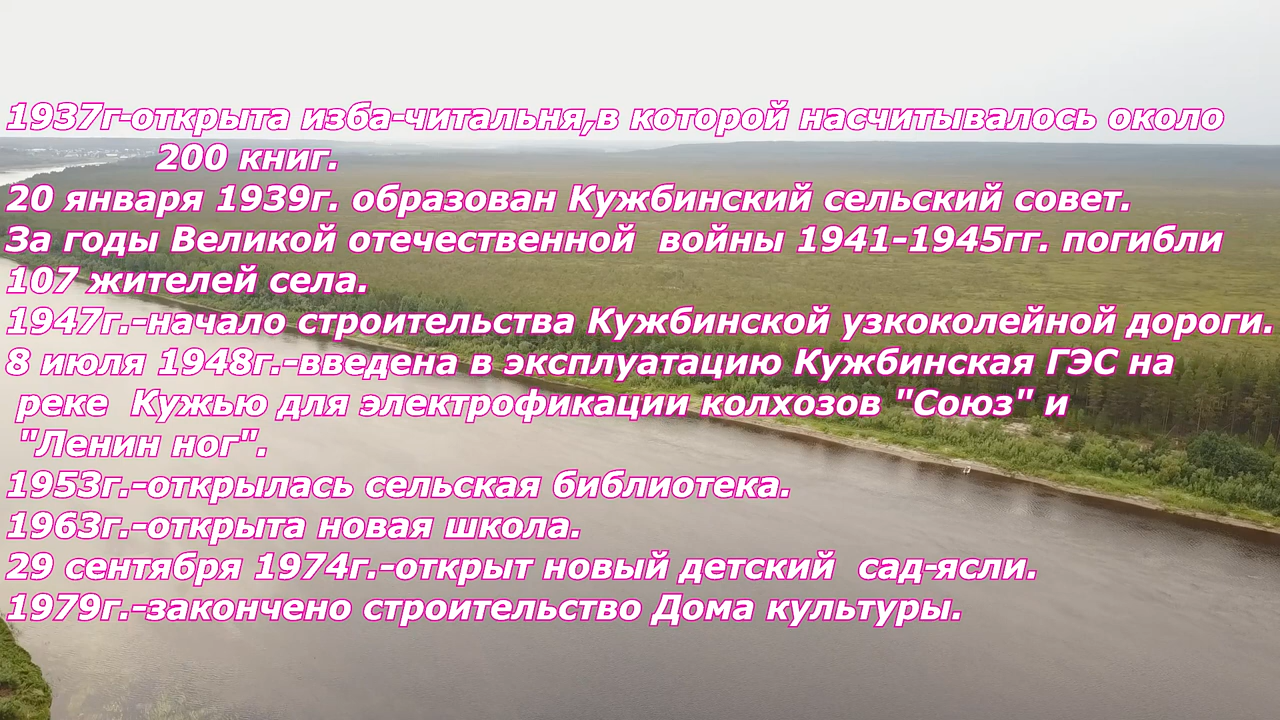 1937г-открыта изба-читальня,в которой насчитывалось около
200 книг.
20 января 1939г. образован Кужбинский сельский совет.
За годы Великой отечественной  войны 1941-1945гг. погибли
107 жителей села.
1947г.-начало строительства Кужбинской узкоколейной дороги.
8 июля 1948г.-введена в эксплуатацию Кужбинская ГЭС на
реке  Кужью для электрофикации колхозов "Союз" и
"Ленин ног".
1953г.-открылась сельская библиотека.
1963г.-открыта новая школа.
29 сентября 1974г.-открыт новый детский  сад-ясли.
1979г.-закончено строительство Дома культуры.